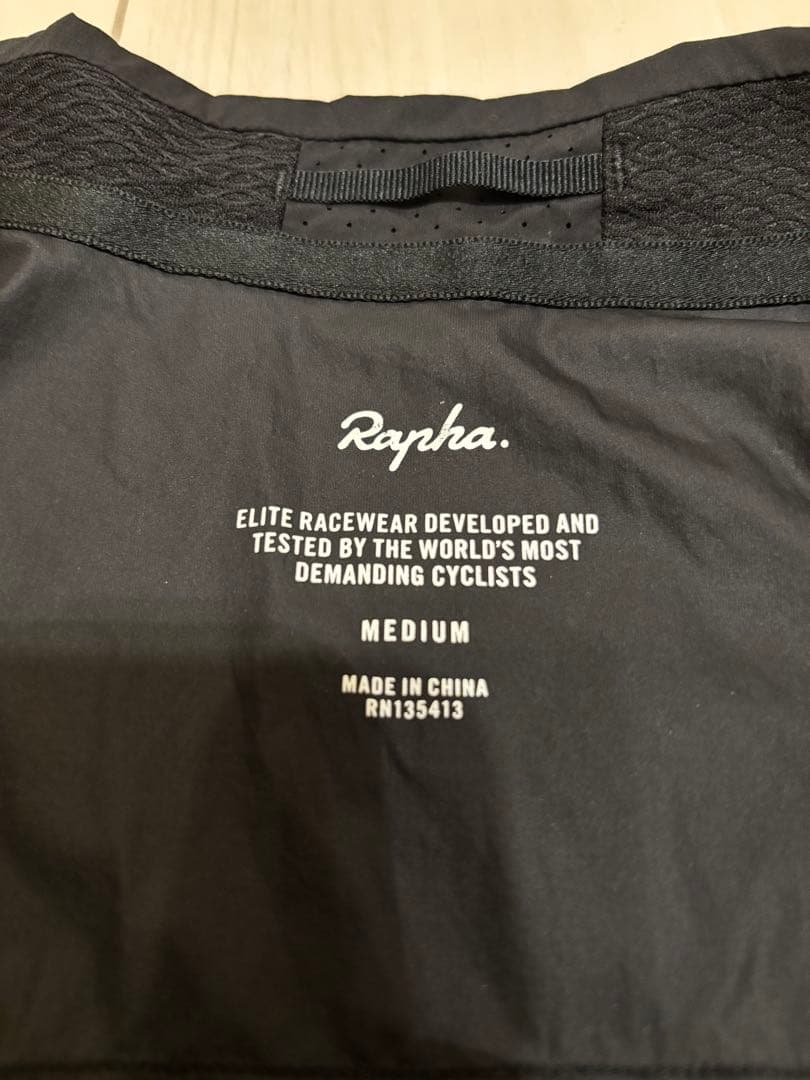 Rapha.
ELITE RACEWEAR DEVELOPED AND
TESTED BY THE WORLD'S MOST
DEMANDING CYCLISTS
MEDIUM
MADE IN CHINA
RN135413